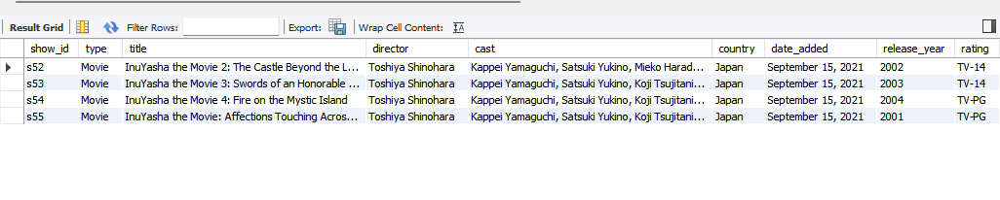 Result Grid Filter Rows: Export: Wrap Cell Content:
show_id type title director cast country date_added release_year rating
s52 Movie InuYasha the Movie 2: The Castle Beyond the L... Toshiya Shinohara Kappei Yamaguchi, Satsuki Yukino, Mieko Harad... Japan September 15, 2021 2002 TV-14
s53 Movie InuYasha the Movie 3: Swords of an Honorable ... Toshiya Shinohara Kappei Yamaguchi, Satsuki Yukino, Koji Tsujitani... Japan September 15, 2021 2003 TV-14
s54 Movie InuYasha the Movie 4: Fire on the Mystic Island Toshiya Shinohara Kappei Yamaguchi, Satsuki Yukino, Koji Tsujitani... Japan September 15, 2021 2004 TV-PG
s55 Movie InuYasha the Movie: Affections Touching Acros... Toshiya Shinohara Kappei Yamaguchi, Satsuki Yukino, Koji Tsujitani... Japan September 15, 2021 2001 TV-PG